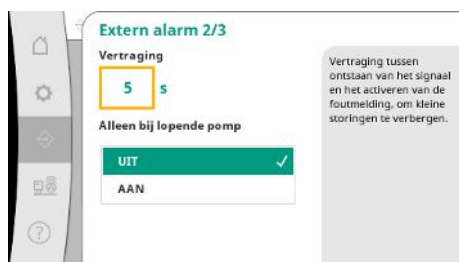 Extern alarm 2/3
Vertraging
5 s
Alleen bij lopende pomp
UIT
AAN
Vertraging tussen
ontstaan van het signaal
en het activeren van de
foutmelding, om kleine
storingen te verbergen.
?